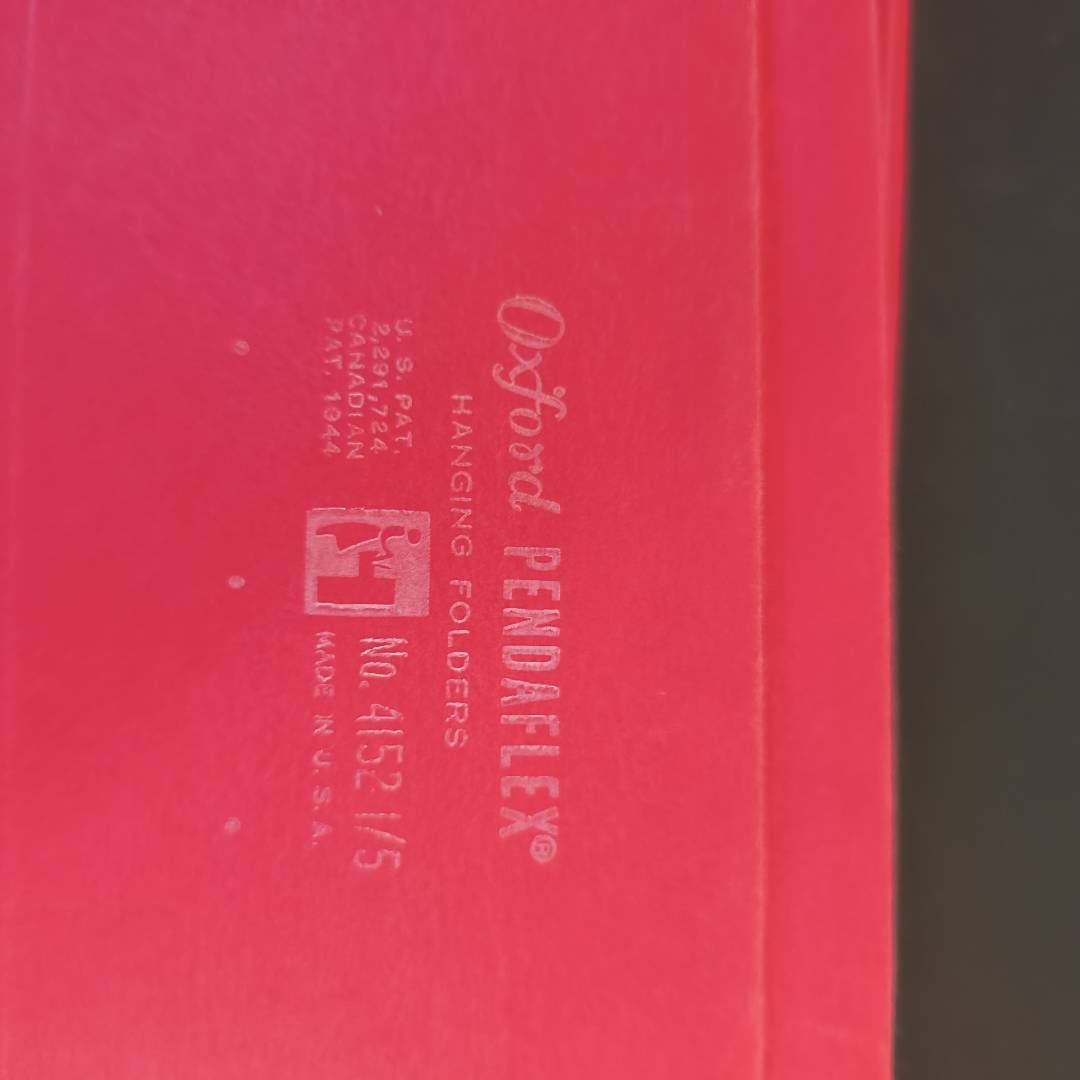 Oxford PENDAFLEX®
HANGING FOLDERS
U. S. PAT.
2,291,724
CANADIAN
PAT. 1944
No. 4152 1/5
MADE IN U.S.A.